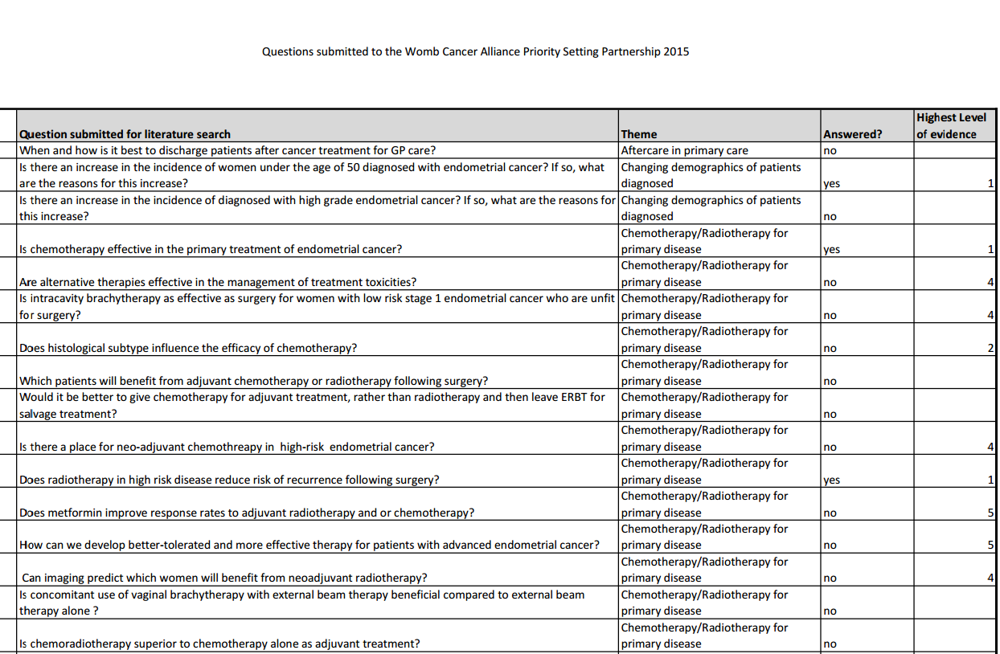 Questions submitted to the Womb Cancer Alliance Priority Setting Partnership 2015
Question submitted for literature search Theme Answered? Highest Level of evidence
When and how is it best to discharge patients after cancer treatment for GP care? Aftercare in primary care no
Is there an increase in the incidence of women under the age of 50 diagnosed with endometrial cancer? If so, what
are the reasons for this increase? Changing demographics of patients
diagnosed yes 1
Is there an increase in the incidence of diagnosed with high grade endometrial cancer? If so, what are the reasons for
this increase? Changing demographics of patients
diagnosed no
Is chemotherapy effective in the primary treatment of endometrial cancer? Chemotherapy/Radiotherapy for
primary disease yes 1
Are alternative therapies effective in the management of treatment toxicities? Chemotherapy/Radiotherapy for
primary disease no 4
Is intracavity brachytherapy as effective as surgery for women with low risk stage 1 endometrial cancer who are unfit
for surgery? Chemotherapy/Radiotherapy for
primary disease no 4
Does histological subtype influence the efficacy of chemotherapy? Chemotherapy/Radiotherapy for
primary disease no 2
Which patients will benefit from adjuvant chemotherapy or radiotherapy following surgery? Chemotherapy/Radiotherapy for
primary disease no
Would it be better to give chemotherapy for adjuvant treatment, rather than radiotherapy and then leave ERBT for
salvage treatment? Chemotherapy/Radiotherapy for
primary disease no
Is there a place for neo-adjuvant chemothreapy in high-risk endometrial cancer? Chemotherapy/Radiotherapy for
primary disease no 4
Does radiotherapy in high risk disease reduce risk of recurrence following surgery? Chemotherapy/Radiotherapy for
primary disease yes 1
Does metformin improve response rates to adjuvant radiotherapy and or chemotherapy? Chemotherapy/Radiotherapy for
primary disease no 5
How can we develop better-tolerated and more effective therapy for patients with advanced endometrial cancer? Chemotherapy/Radiotherapy for
primary disease no 5
Can imaging predict which women will benefit from neoadjuvant radiotherapy? Chemotherapy/Radiotherapy for
primary disease no 4
Is concomitant use of vaginal brachytherapy with external beam therapy beneficial compared to external beam
therapy alone ? Chemotherapy/Radiotherapy for
primary disease no
Is chemoradiotherapy superior to chemotherapy alone as adjuvant treatment? Chemotherapy/Radiotherapy for
primary disease no